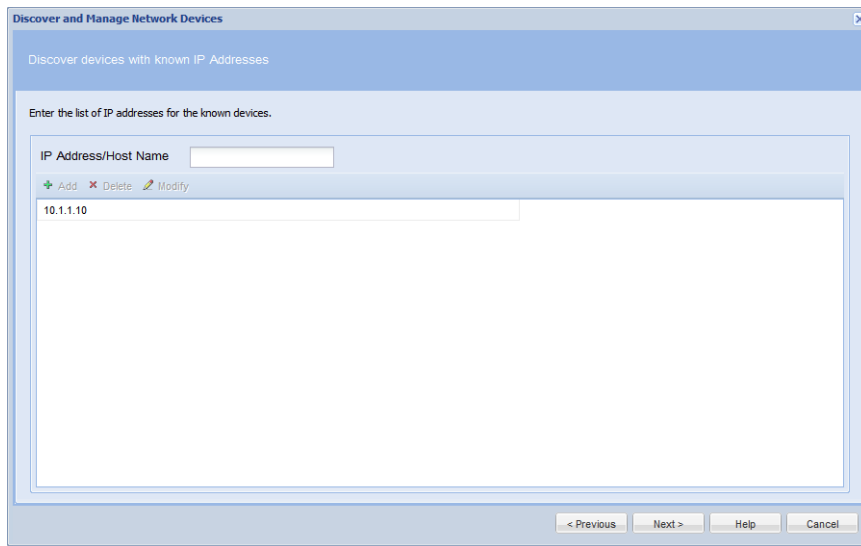 Discover and Manage Network Devices
Discover devices with known IP Addresses
Enter the list of IP addresses for the known devices.
IP Address/Host Name
Add Delete Modify
10.1.1.10
< Previous Next > Help Cancel